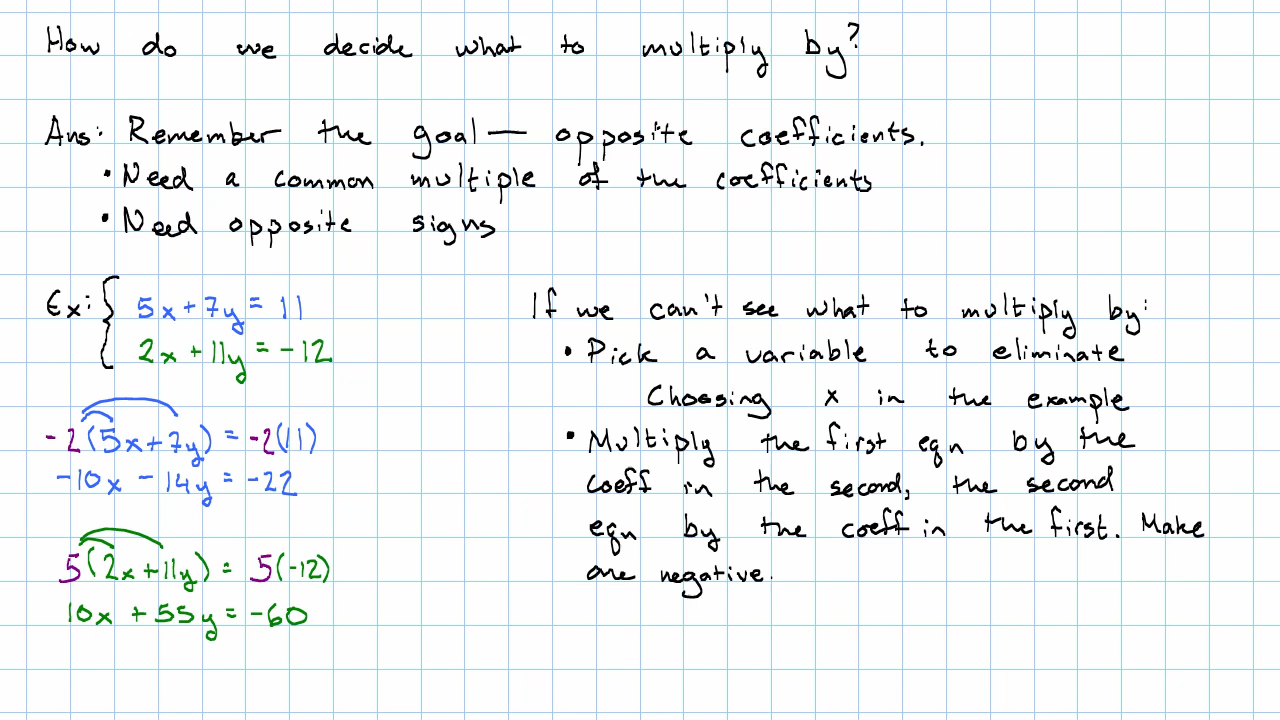 How do we decide what to multiply by?
Ans: Remember the goal — opposite coefficients.
• Need a common multiple of the coefficients
• Need opposite signs
Ex: { 5x + 7y = 11
2x + 11y = -12
-2(5x + 7y) = -2(11)
-10x - 14y = -22
5(2x + 11y) = 5(-12)
10x + 55y = -60
If we can't see what to multiply by:
• Pick a variable to eliminate
Choosing x in the example
• Multiply the first eqn by the
coeff in the second, the second
eqn by the coeff in the first. Make
one negative.